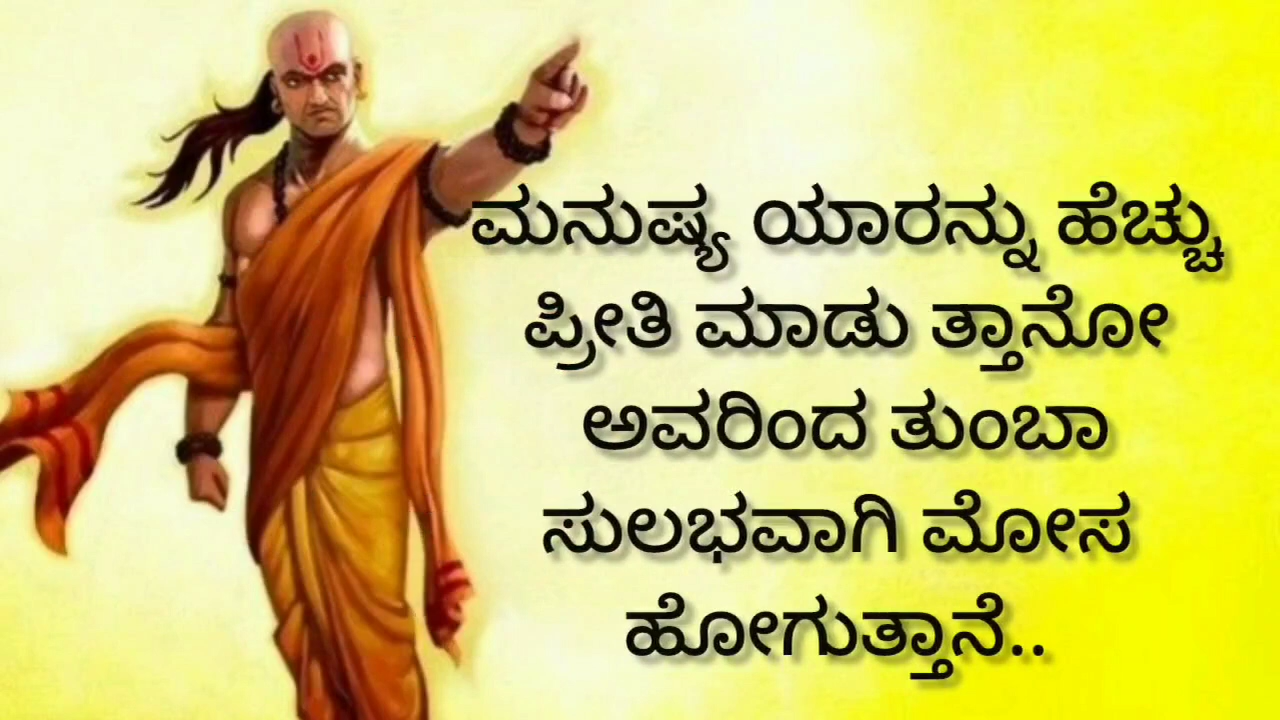 ಮನುಷ್ಯ ಯಾರನ್ನು ಹೆಚ್ಚು
ಪ್ರೀತಿ ಮಾಡು ತ್ತಾನೋ
ಅವರಿಂದ ತುಂಬಾ
ಸುಲಭವಾಗಿ ಮೋಸ
ಹೋಗುತ್ತಾನೆ..